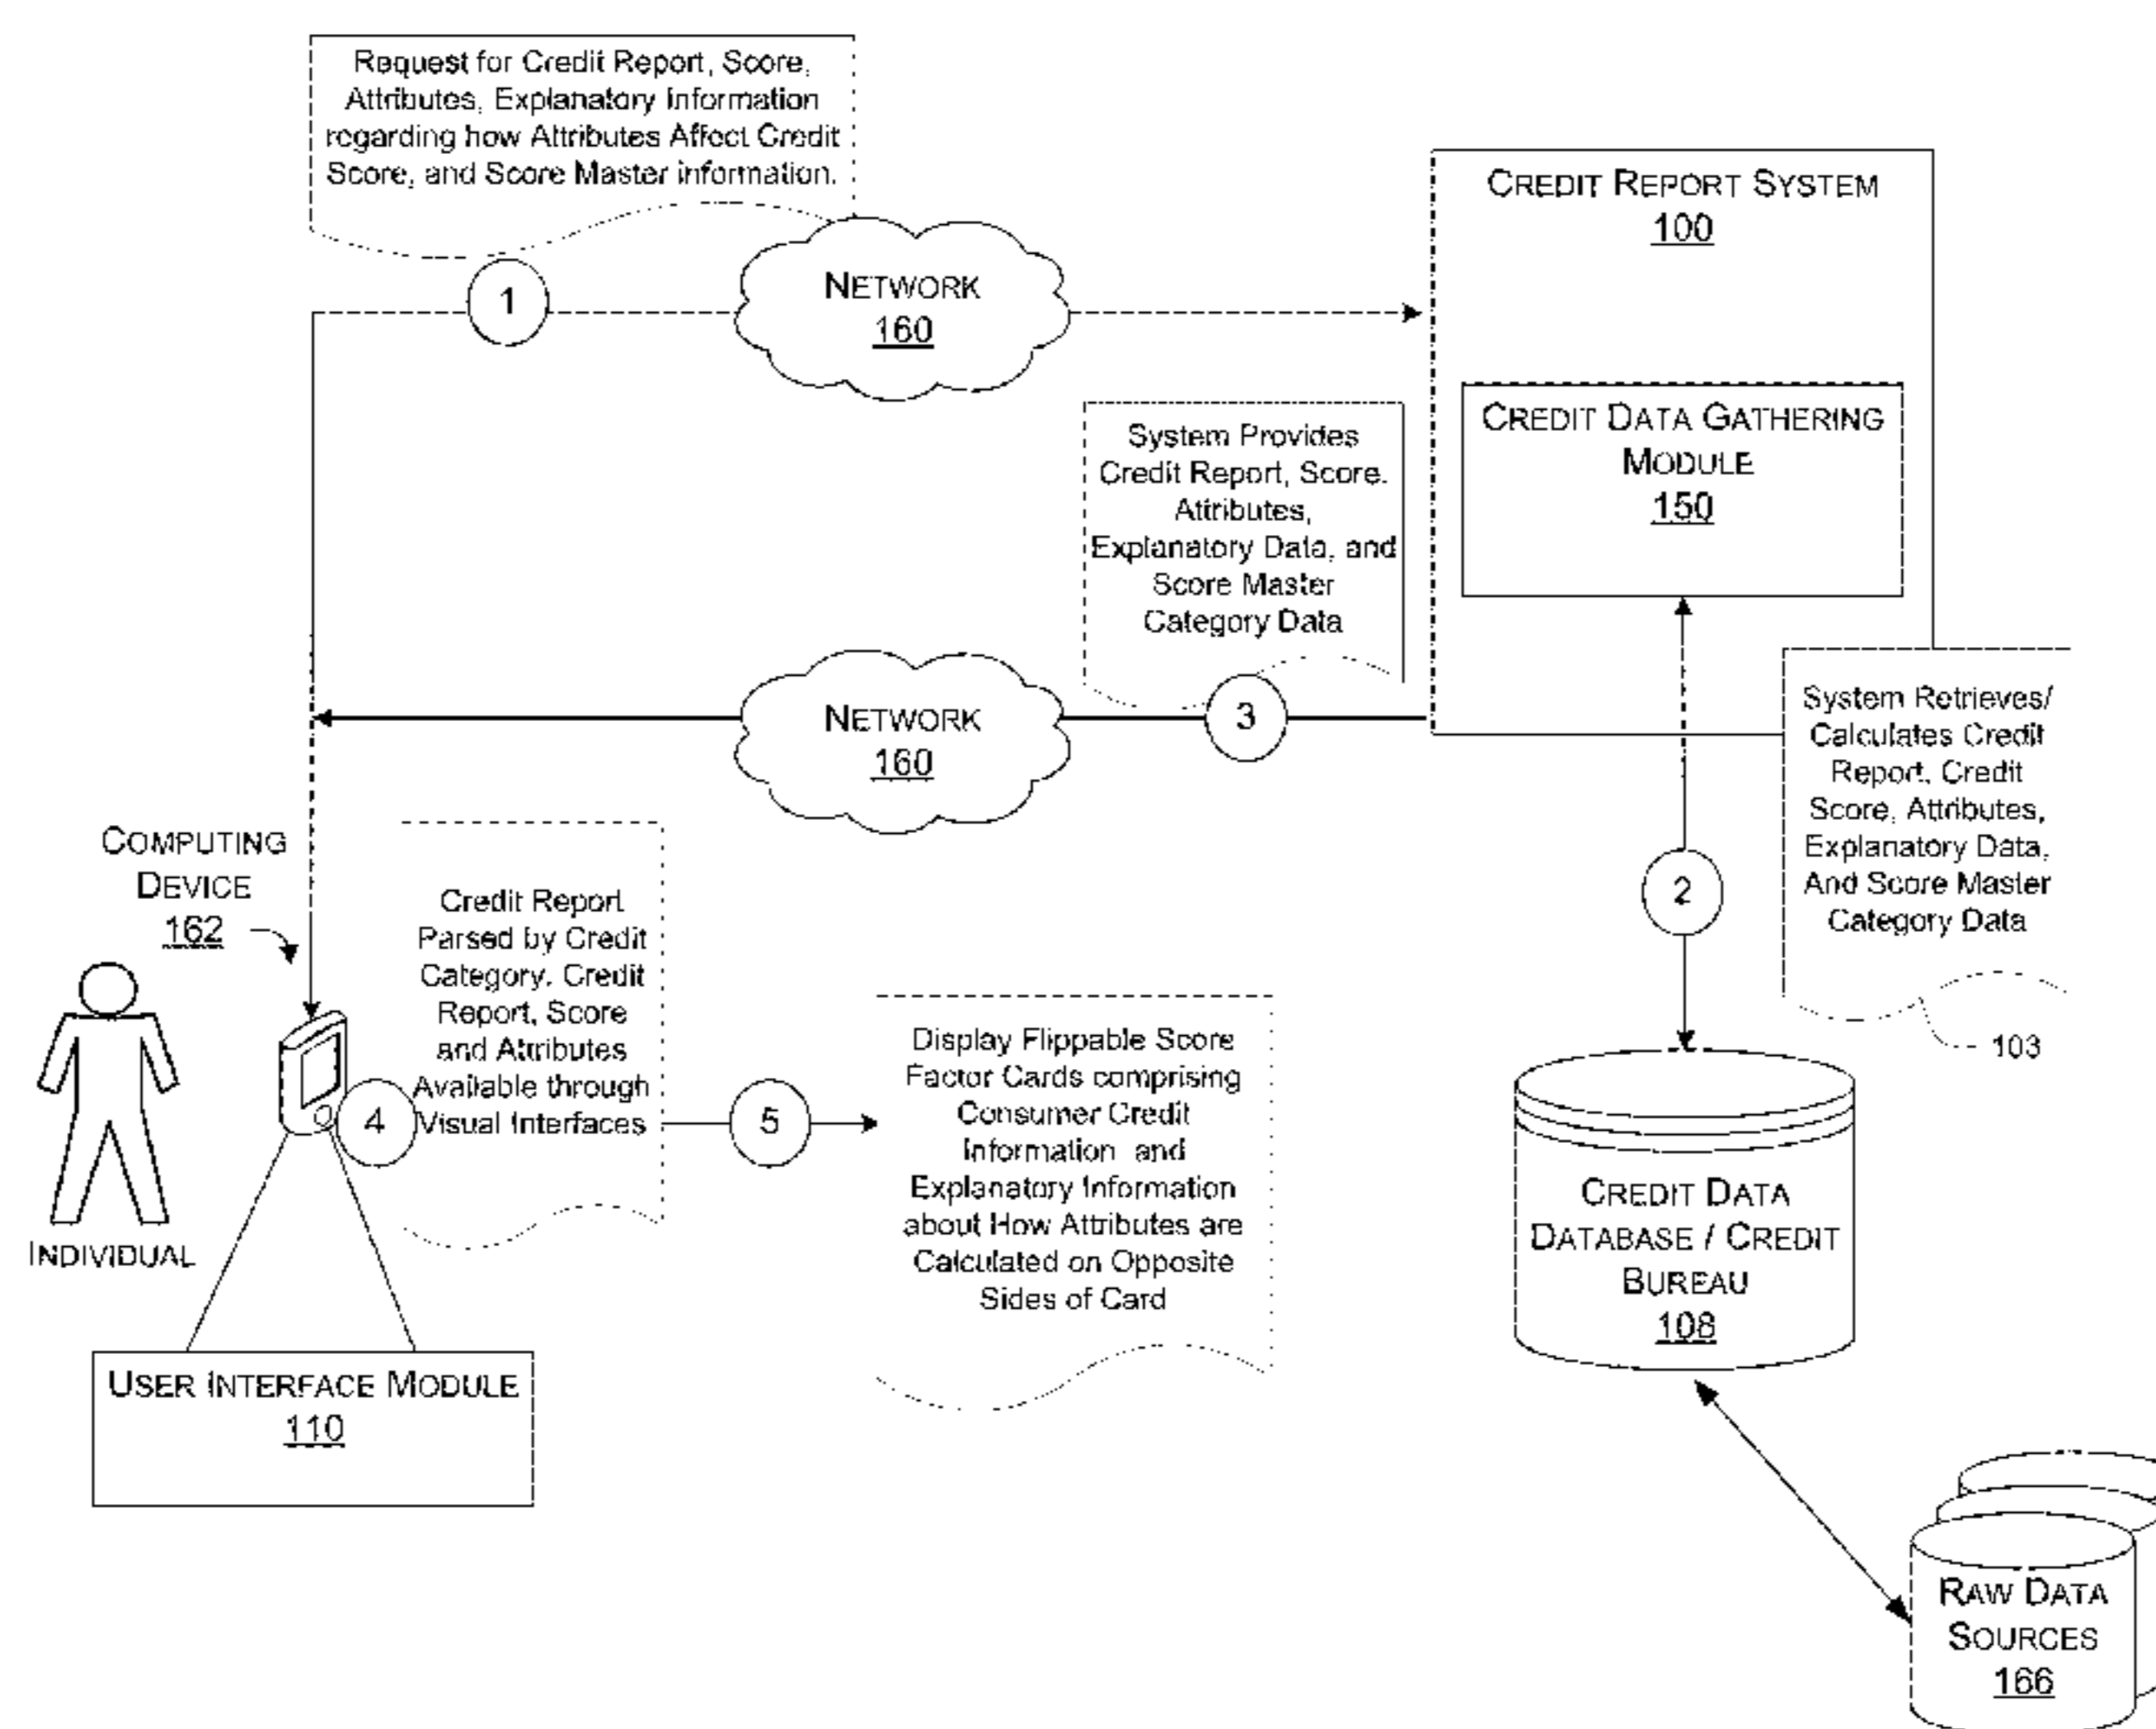 Request for Credit Report, Score,
Attributes, Explanatory Information
regarding how Attributes Affect Credit
Score, and Score Master information.
1
NETWORK
160
CREDIT REPORT SYSTEM
100
CREDIT DATA GATHERING
MODULE
150
System Provides
Credit Report, Score.
Attributes,
Explanatory Data, and
Score Master
Category Data
3
NETWORK
160
System Retrieves/
Calculates Credit
Report, Credit
Score, Attributes,
Explanatory Data,
And Score Master
Category Data
103
2
COMPUTING
DEVICE
162
INDIVIDUAL
4
Credit Report
Parsed by Credit
Category. Credit
Report, Score
and Attributes
Available through
Visual Interfaces
5
Display Flippable Score
Factor Cards comprising
Consumer Credit
Information and
Explanatory Information
about How Attributes are
Calculated on Opposite
Sides of Card
USER INTERFACE MODULE
110
CREDIT DATA
DATABASE / CREDIT
BUREAU
108
RAW DATA
SOURCES
166